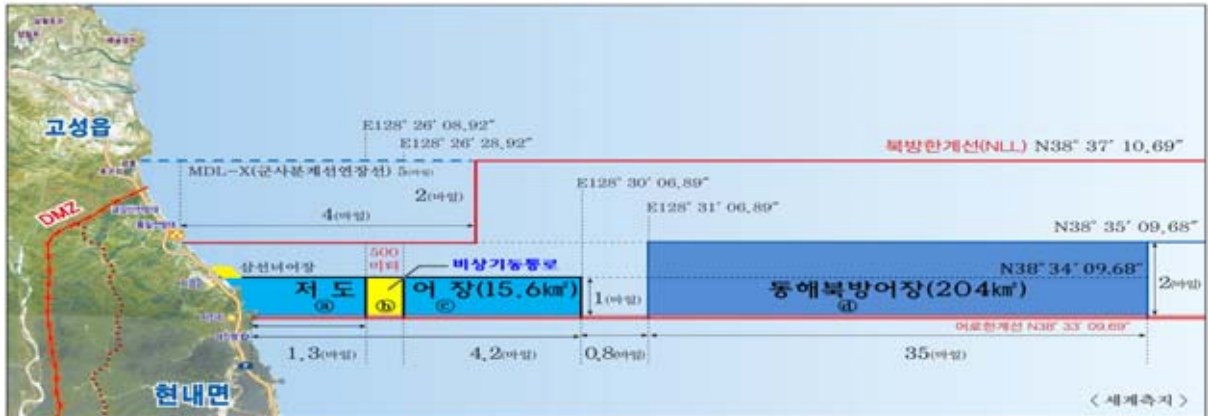 고성읍
E128° 26′ 08.92″
E128° 26′ 28.92″
북방한계선(NLL) N38° 37′ 10.69″
MDL-X(군사분계선연장선) 5(마일)
2(마일)
4(마일)
E128° 30′ 06.89″
E128° 31′ 06.89″
N38° 35′ 09.68″
DMZ
통일전망대
삼선녀어장
500
미터
비상기동통로
N38° 34′ 09.68″
저 도
어 장(15.6㎢)
동해북방어장(204㎢)
ⓐ
ⓑ
ⓒ
ⓓ
1(마일)
2(마일)
어로한계선 N38° 33′ 09.69″
1.3(마일)
4.2(마일)
0.8(마일)
35(마일)
현내면
< 세계측지 >